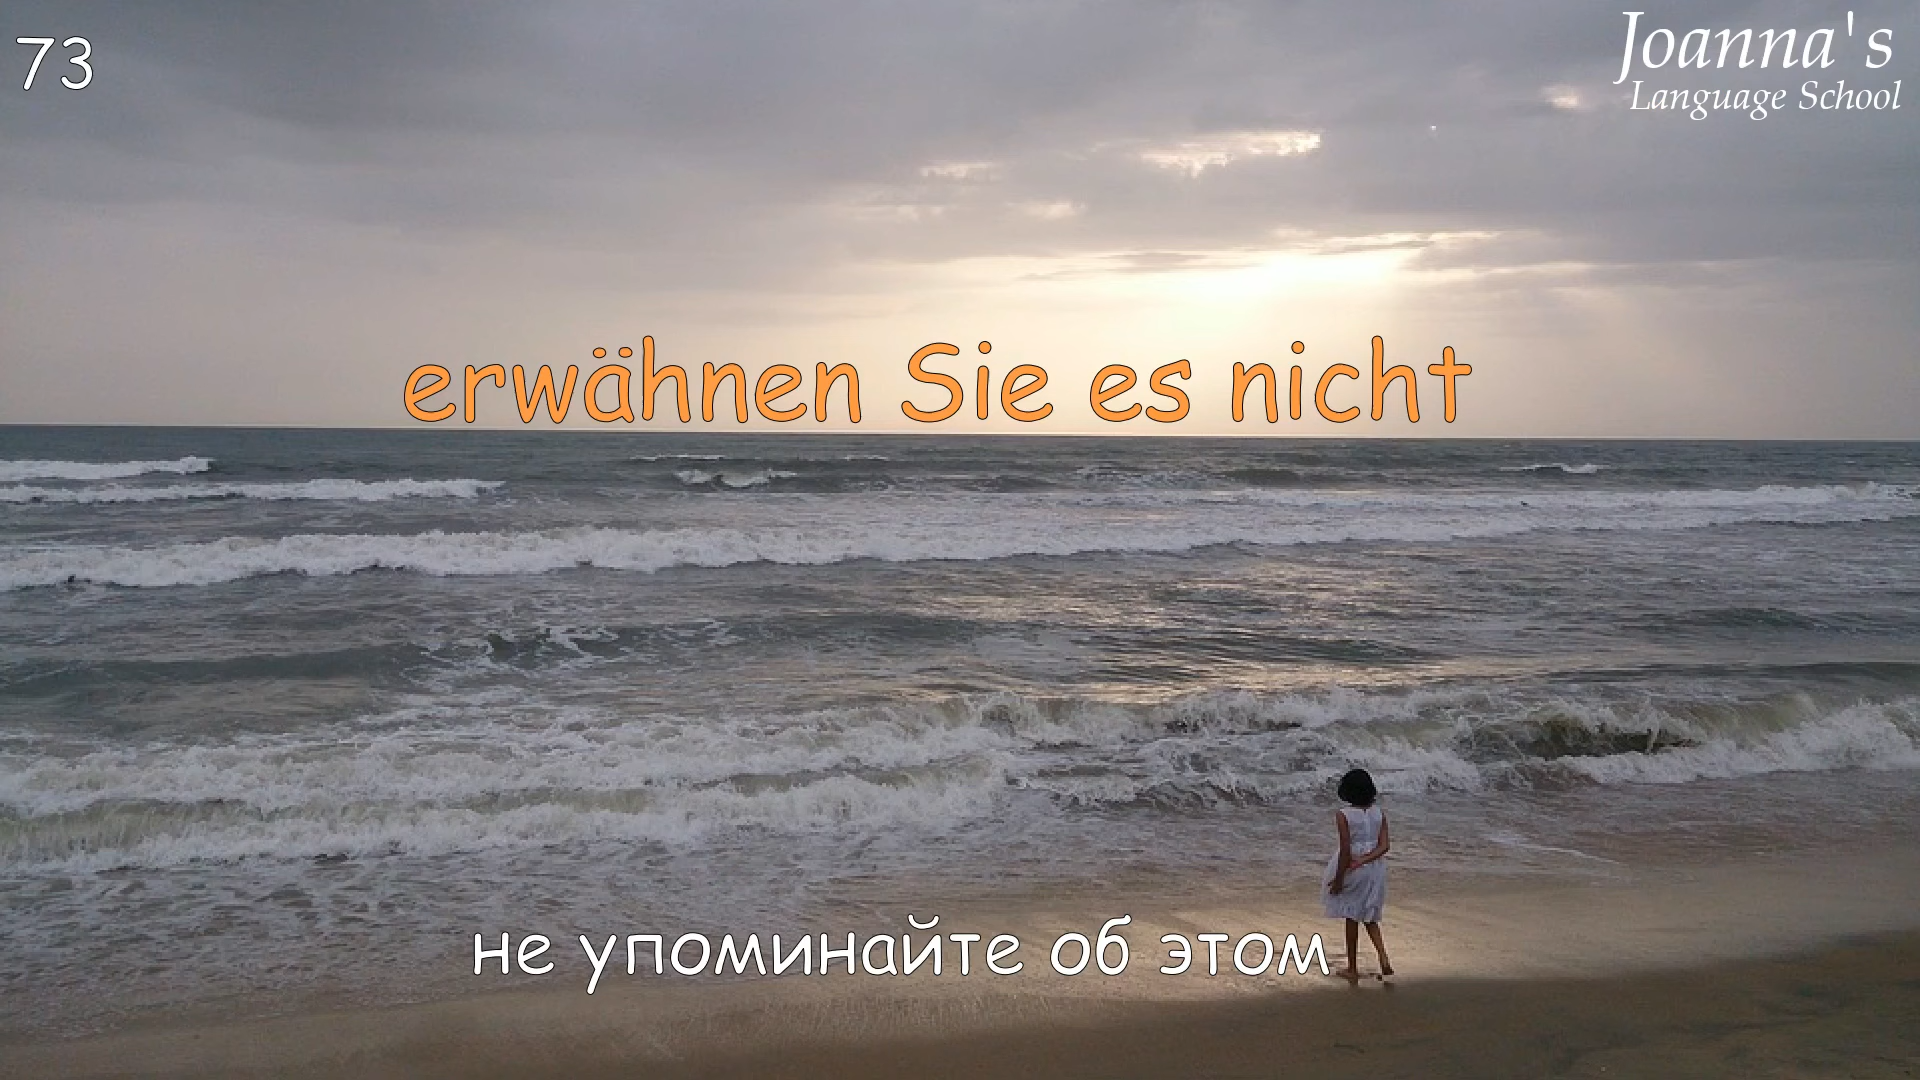 73
Joanna's
Language School
erwähnen Sie es nicht
не упоминайте об этом